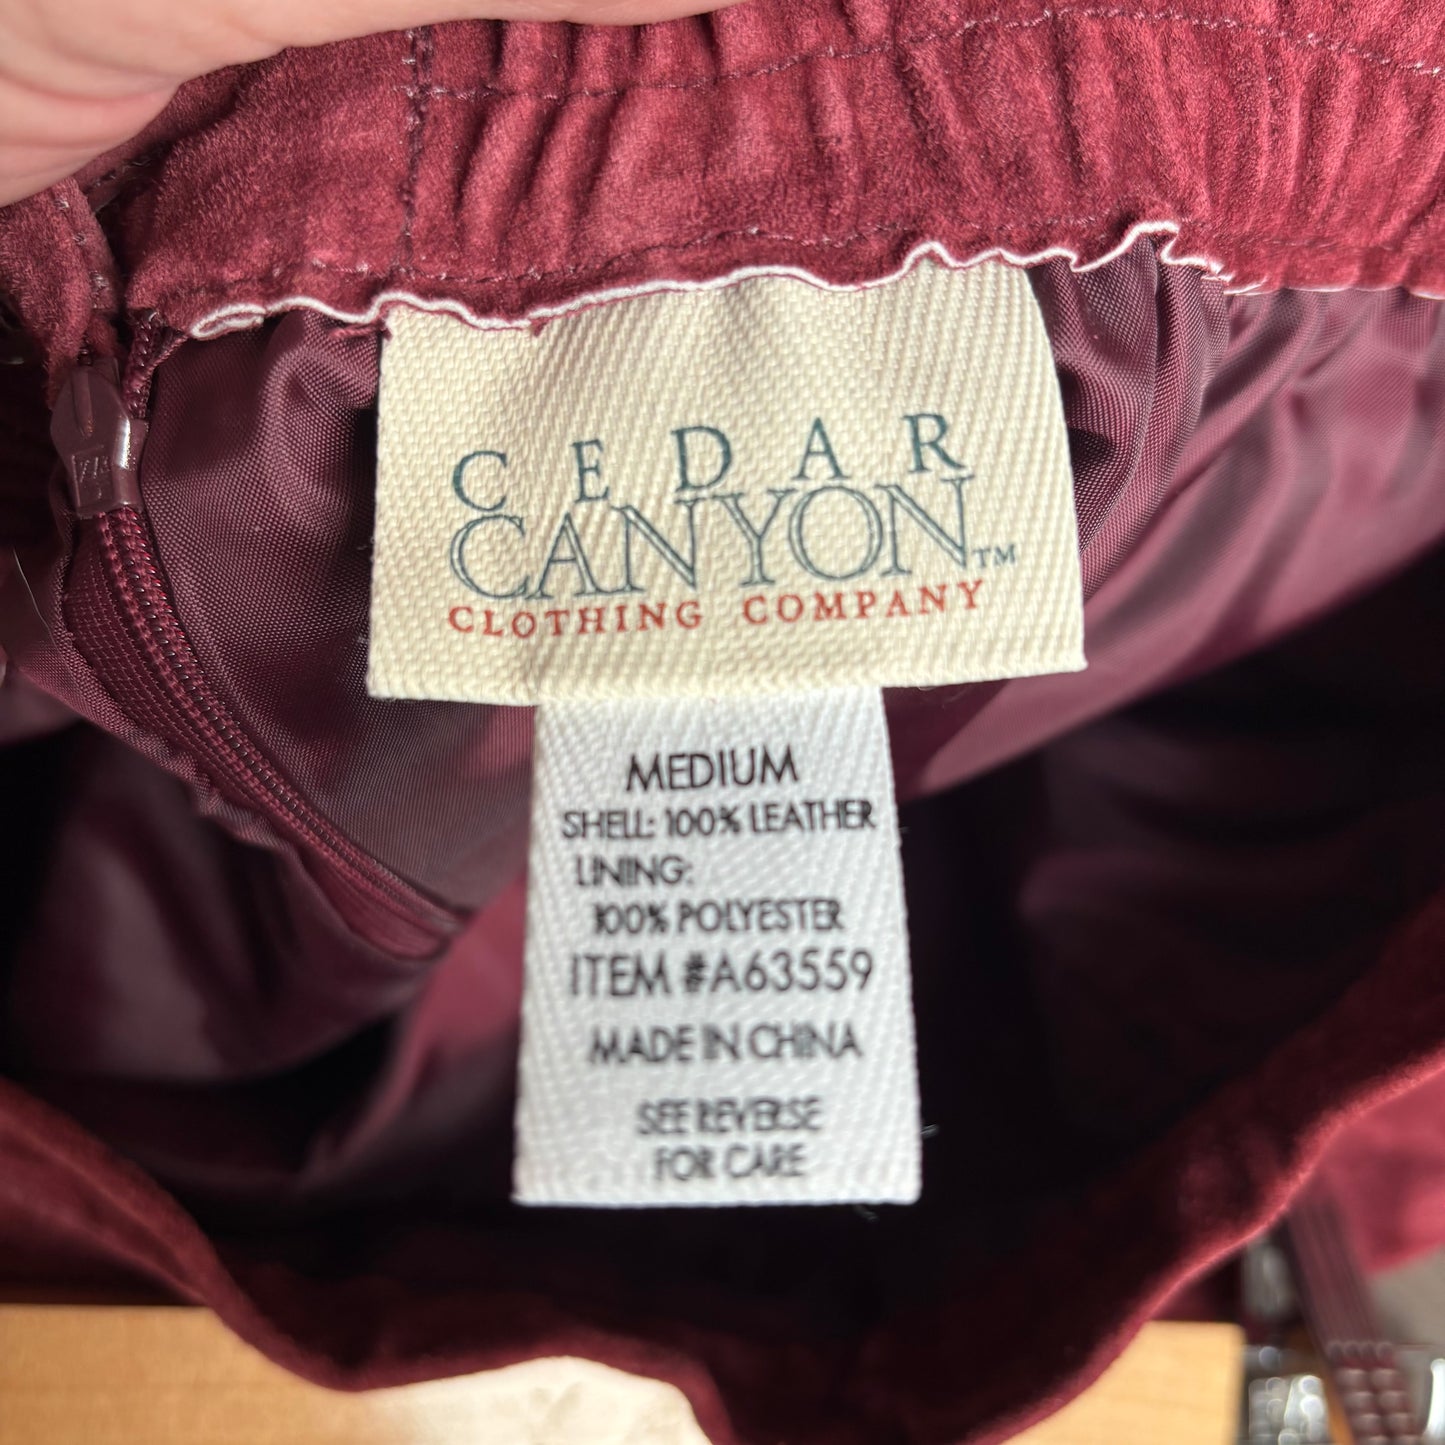 CEDAR
CANYON™
CLOTHING COMPANY
MEDIUM
SHELL: 100% LEATHER
LINING:
100% POLYESTER
ITEM #A63559
MADE IN CHINA
SEE REVERSE
FOR CARE